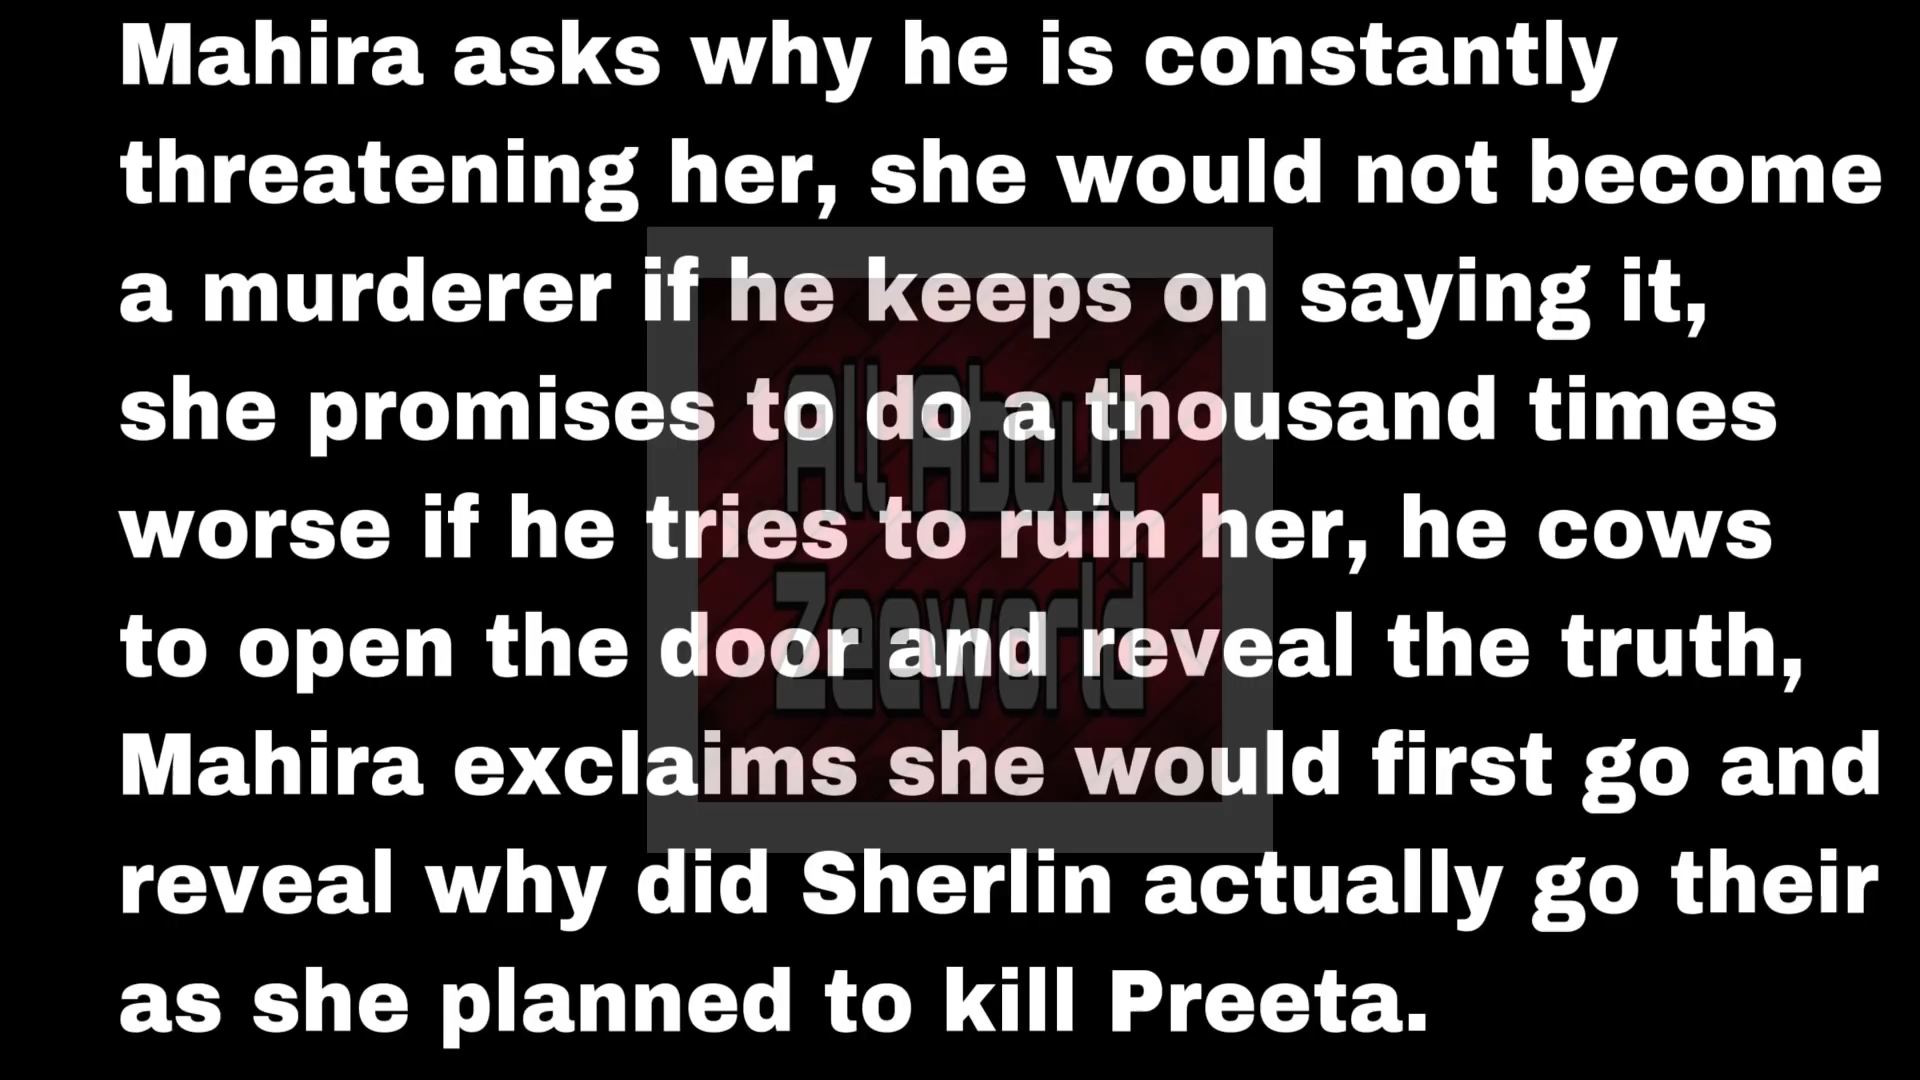 Mahira asks why he is constantly
threatening her, she would not become
a murderer if he keeps on saying it,
she promises to do a thousand times
worse if he tries to ruin her, he cows
to open the door and reveal the truth,
Mahira exclaims she would first go and
reveal why did Sherlin actually go their
as she planned to kill Preeta.
All About
Zeeworld